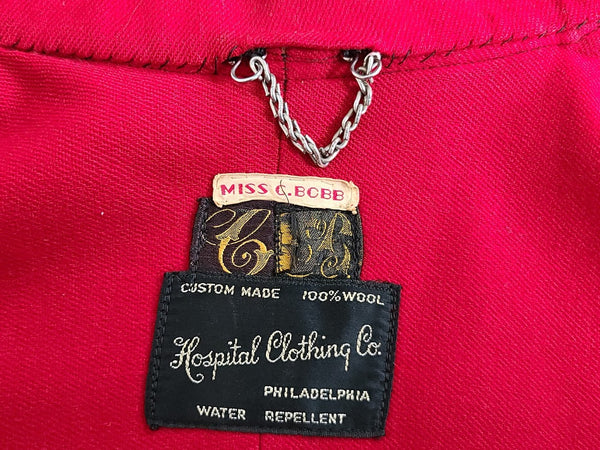 MISS C. BOBB
C
CUSTOM MADE 100% WOOL
Hospital Clothing Co.
PHILADELPHIA
WATER REPELLENT